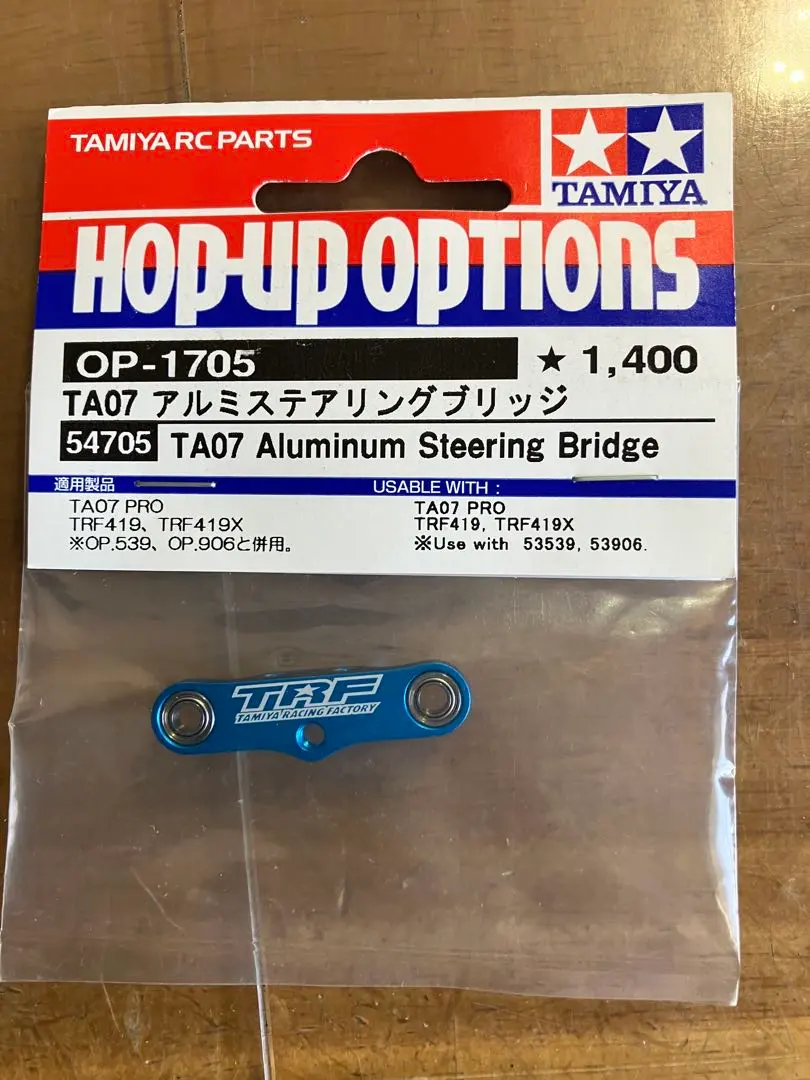 TAMIYA RC PARTS
TAMIYA
HOP-UP OPTIONS
OP-1705 ★ 1,400
TA07 アルミステアリングブリッジ
54705 TA07 Aluminum Steering Bridge
適用製品 USABLE WITH :
TA07 PRO
TRF419、TRF419X
※OP.539、OP.906と併用。
TA07 PRO
TRF419, TRF419X
※Use with 53539, 53906.
TRF
TAMIYA RACING FACTORY